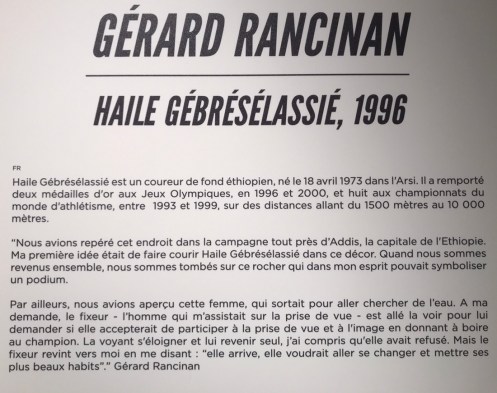 GÉRARD RANCINAN
HAILE GÉBRÉSÉLASSIÉ, 1996
FR
Haile Gébrésélassié est un coureur de fond éthiopien, né le 18 avril 1973 dans l'Arsi. Il a remporté
deux médailles d'or aux Jeux Olympiques, en 1996 et 2000, et huit aux championnats du
monde d'athlétisme, entre 1993 et 1999, sur des distances allant du 1500 mètres au 10 000
mètres.
"Nous avions repéré cet endroit dans la campagne tout près d'Addis, la capitale de l'Ethiopie.
Ma première idée était de faire courir Haile Gébrésélassié dans ce décor. Quand nous sommes
revenus ensemble, nous sommes tombés sur ce rocher qui dans mon esprit pouvait symboliser
un podium.
Par ailleurs, nous avions aperçu cette femme, qui sortait pour aller chercher de l'eau. A ma
demande, le fixeur - l'homme qui m'assistait sur la prise de vue - est allé la voir pour lui
demander si elle accepterait de participer à la prise de vue et à l'image en donnant à boire
au champion. La voyant s'éloigner et lui revenir seul, j'ai compris qu'elle avait refusé. Mais le
fixeur revint vers moi en me disant : "elle arrive, elle voudrait aller se changer et mettre ses
plus beaux habits"." Gérard Rancinan